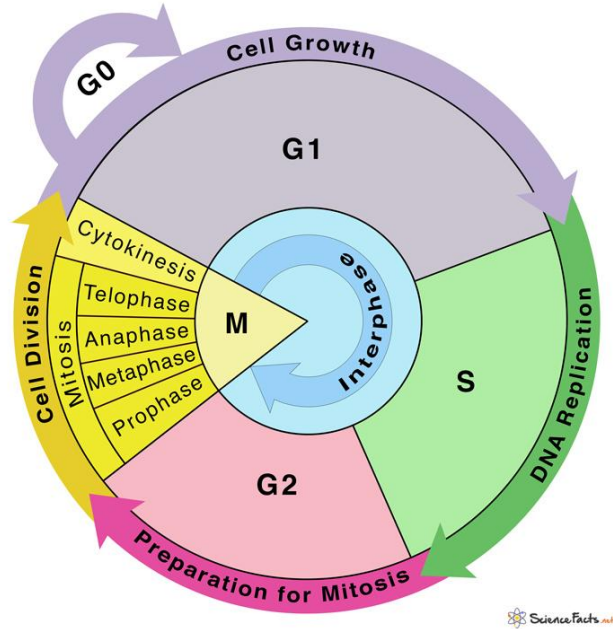 G0
Cell Growth
G1
Cytokinesis
Telophase
Anaphase
Metaphase
Prophase
Mitosis
Cell Division
M
Interphase
S
DNA Replication
G2
Preparation for Mitosis
ScienceFacts.net